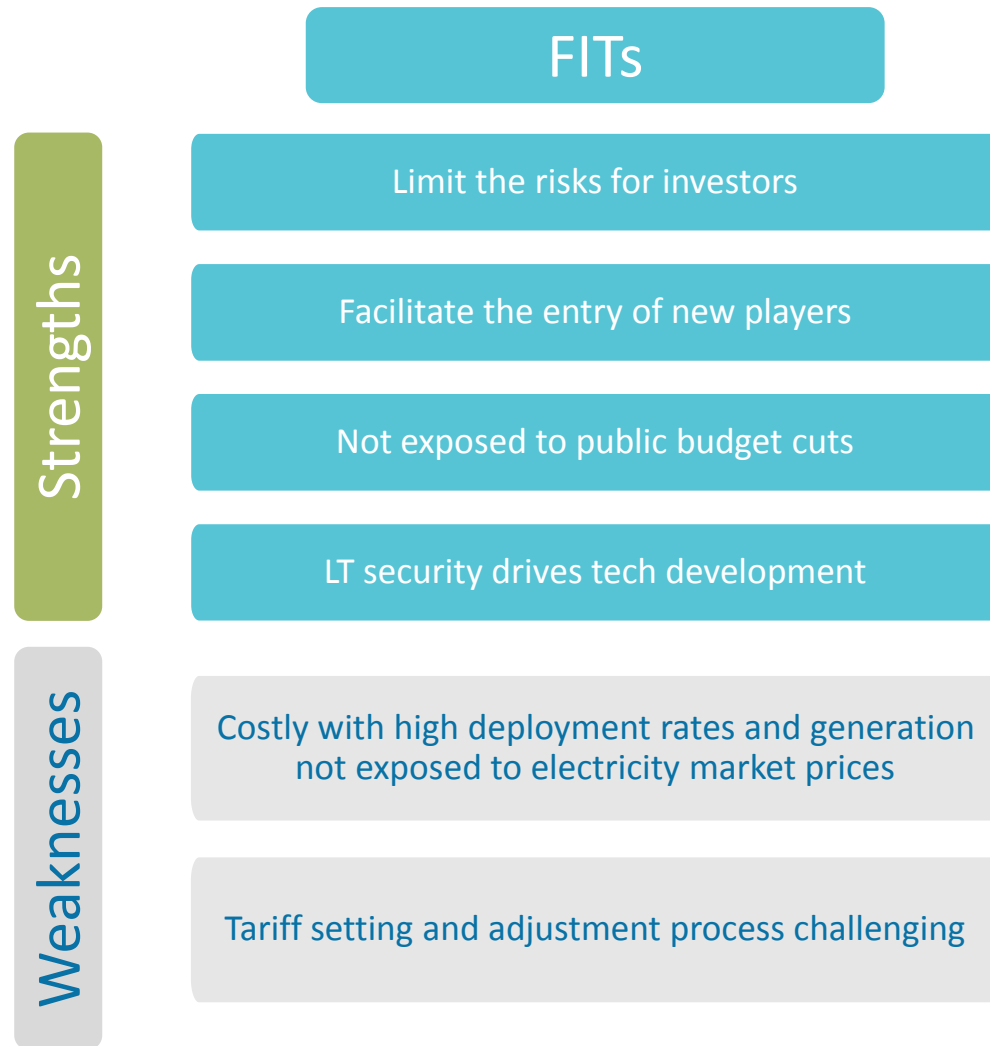 FITs
Strengths
Limit the risks for investors
Facilitate the entry of new players
Not exposed to public budget cuts
LT security drives tech development
Weaknesses
Costly with high deployment rates and generation
not exposed to electricity market prices
Tariff setting and adjustment process challenging